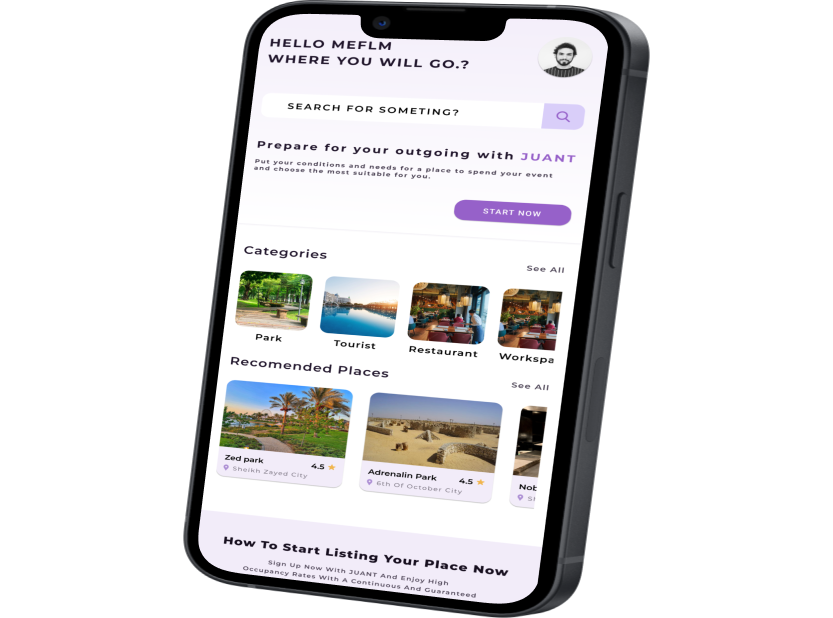 HELLO MEFLM
WHERE YOU WILL GO.?
SEARCH FOR SOMETING?
Prepare for your outgoing with JUANT
Put your conditions and needs for a place to spend your event
and choose the most suitable for you.
START NOW
Categories
See All
Park
Tourist
Restaurant
Workspa
Recomended Places
See All
Zed park
4.5
Sheikh Zayed City
Adrenalin Park
4.5
6th Of October City
Nob
How To Start Listing Your Place Now
Sign Up Now With JUANT And Enjoy High
Occupancy Rates With A Continuous And Guaranteed